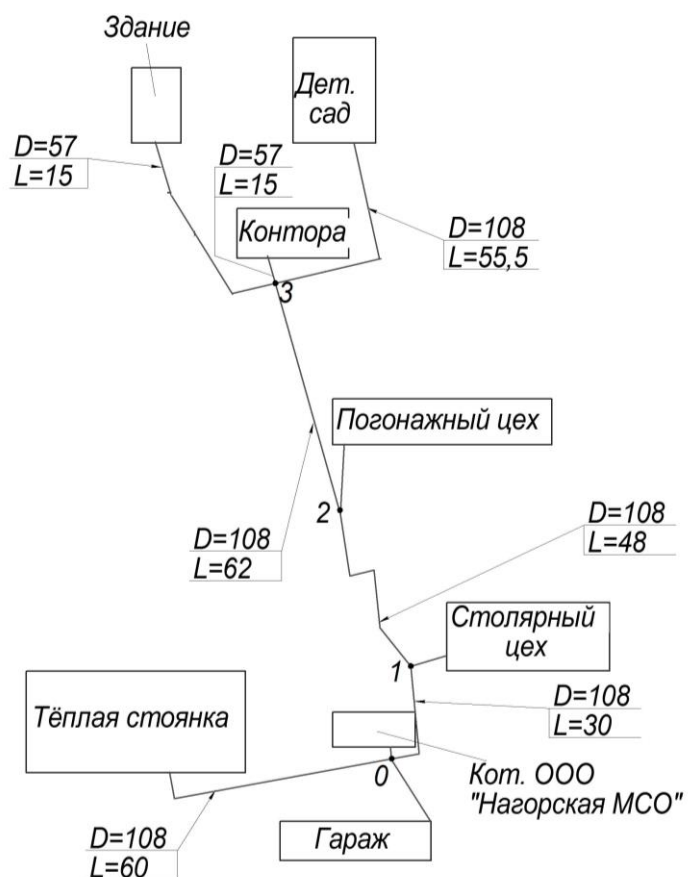 Здание
Дет.
сад
D=57
L=15
D=57
L=15
Контора
D=108
L=55,5
3
Погонажный цех
2
D=108
L=62
D=108
L=48
Столярный
цех
1
Тёплая стоянка
D=108
L=30
0
Кот. ООО
"Нагорская МСО"
Гараж
D=108
L=60